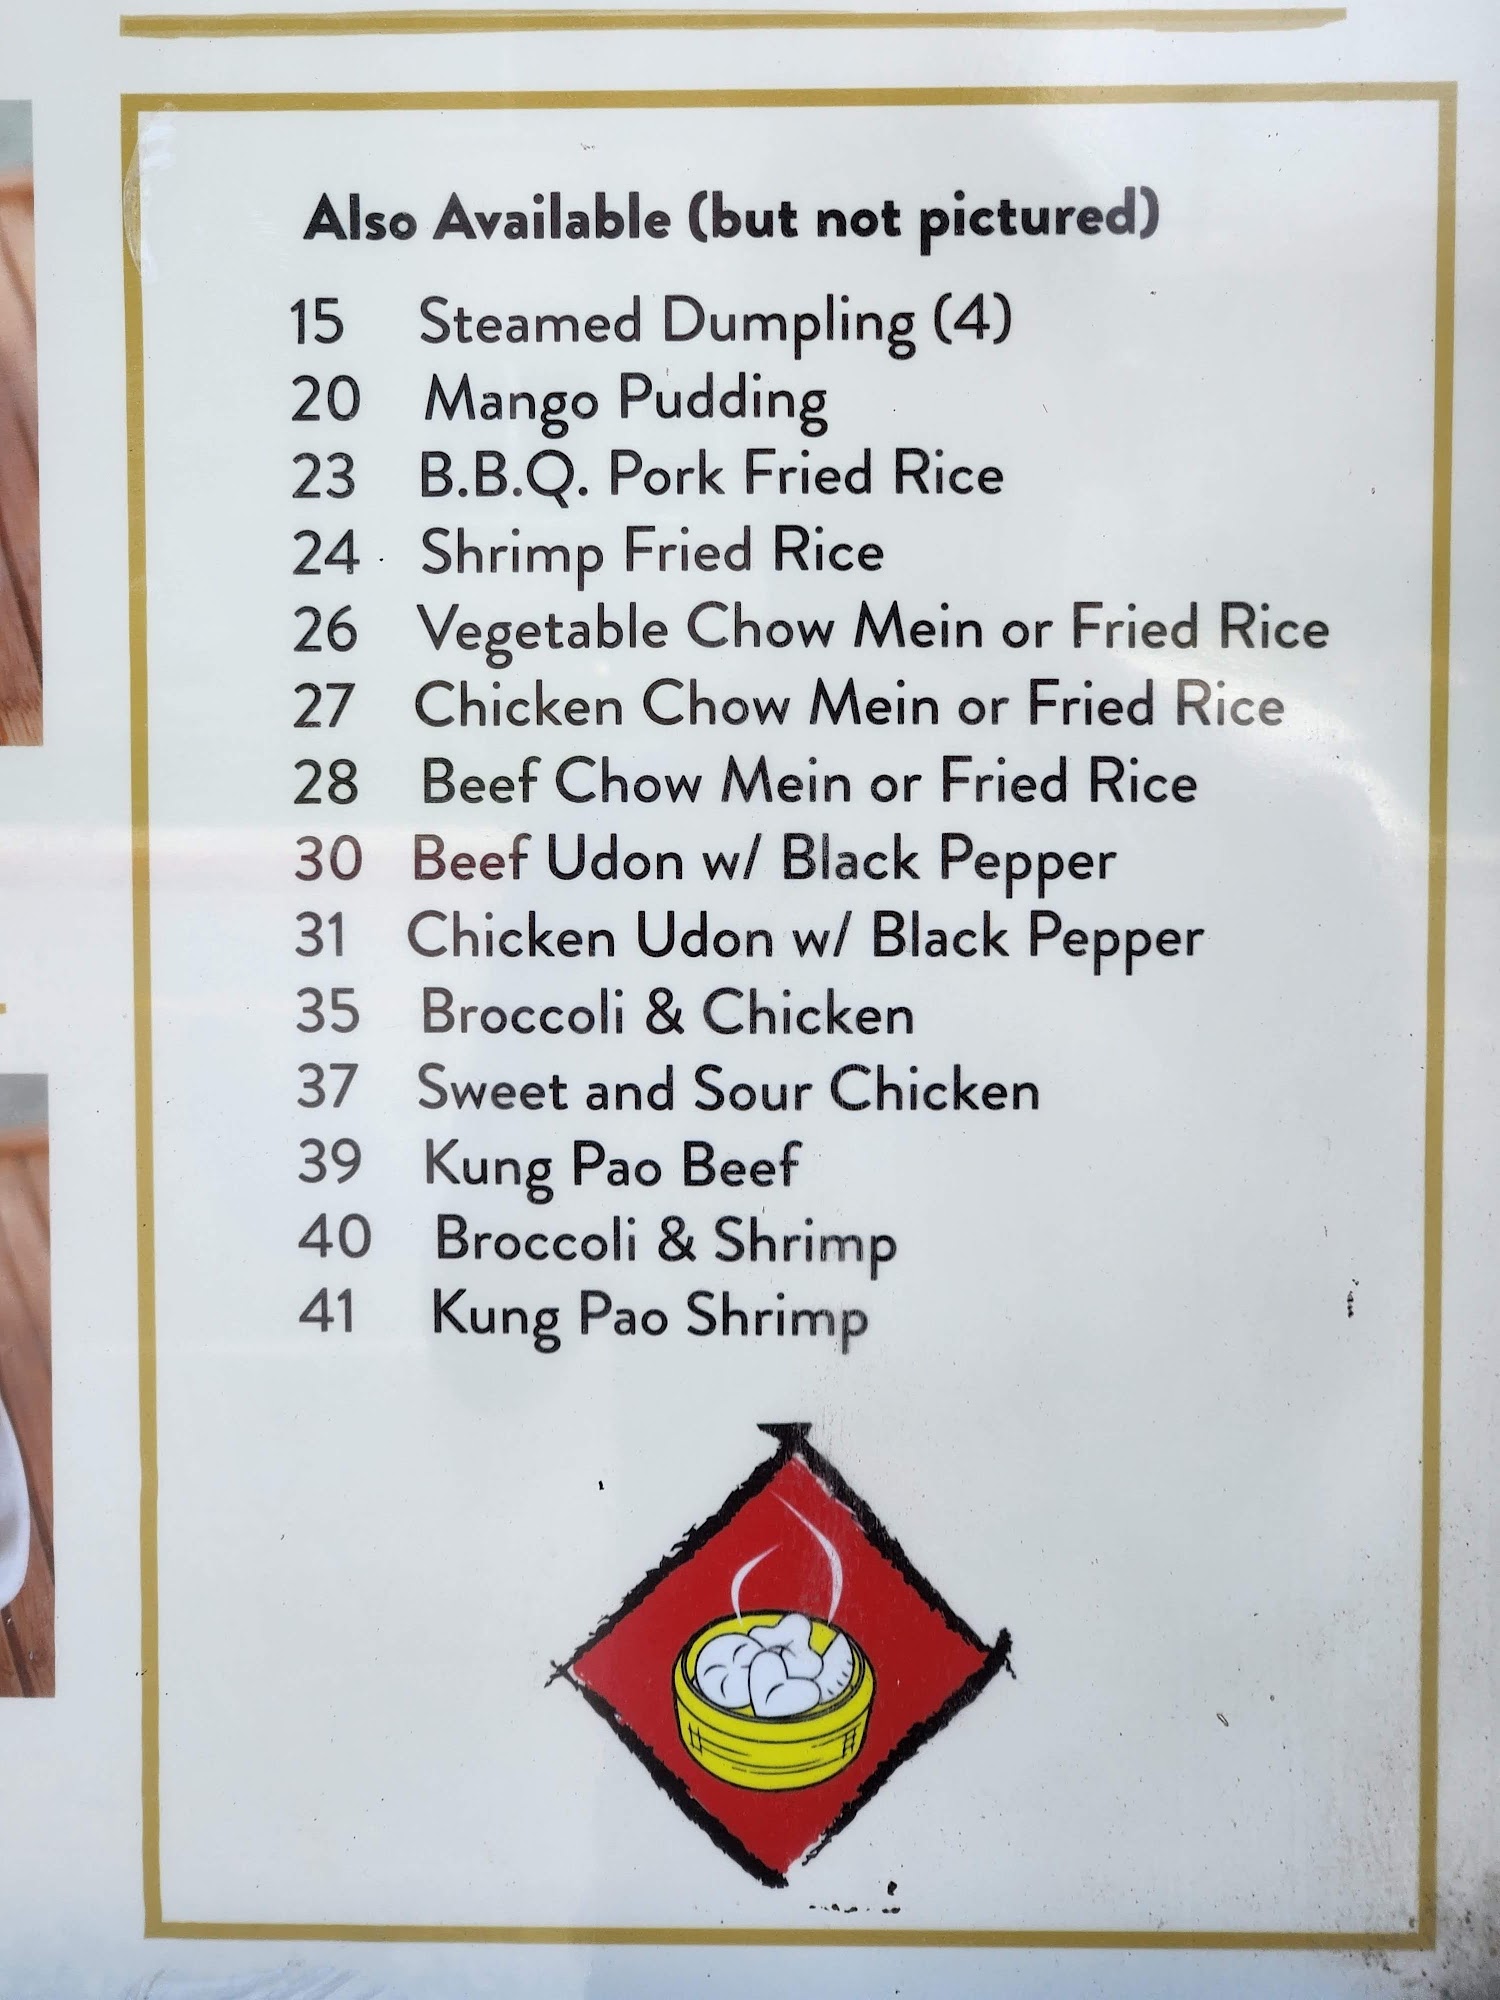 Also Available (but not pictured)
15 Steamed Dumpling (4)
20 Mango Pudding
23 B.B.Q. Pork Fried Rice
24 Shrimp Fried Rice
26 Vegetable Chow Mein or Fried Rice
27 Chicken Chow Mein or Fried Rice
28 Beef Chow Mein or Fried Rice
30 Beef Udon w/ Black Pepper
31 Chicken Udon w/ Black Pepper
35 Broccoli & Chicken
37 Sweet and Sour Chicken
39 Kung Pao Beef
40 Broccoli & Shrimp
41 Kung Pao Shrimp